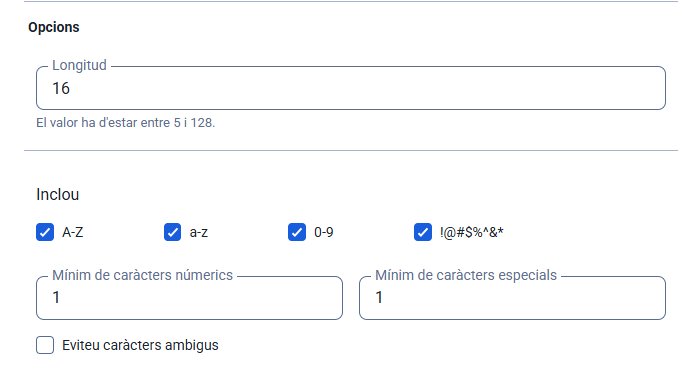 Opcions
Longitud
16
El valor ha d'estar entre 5 i 128.
Inclou
A-Z a-z 0-9 !@#$%^&*
Mínim de caràcters númerics Mínim de caràcters especials
1 1
Eviteu caràcters ambigus